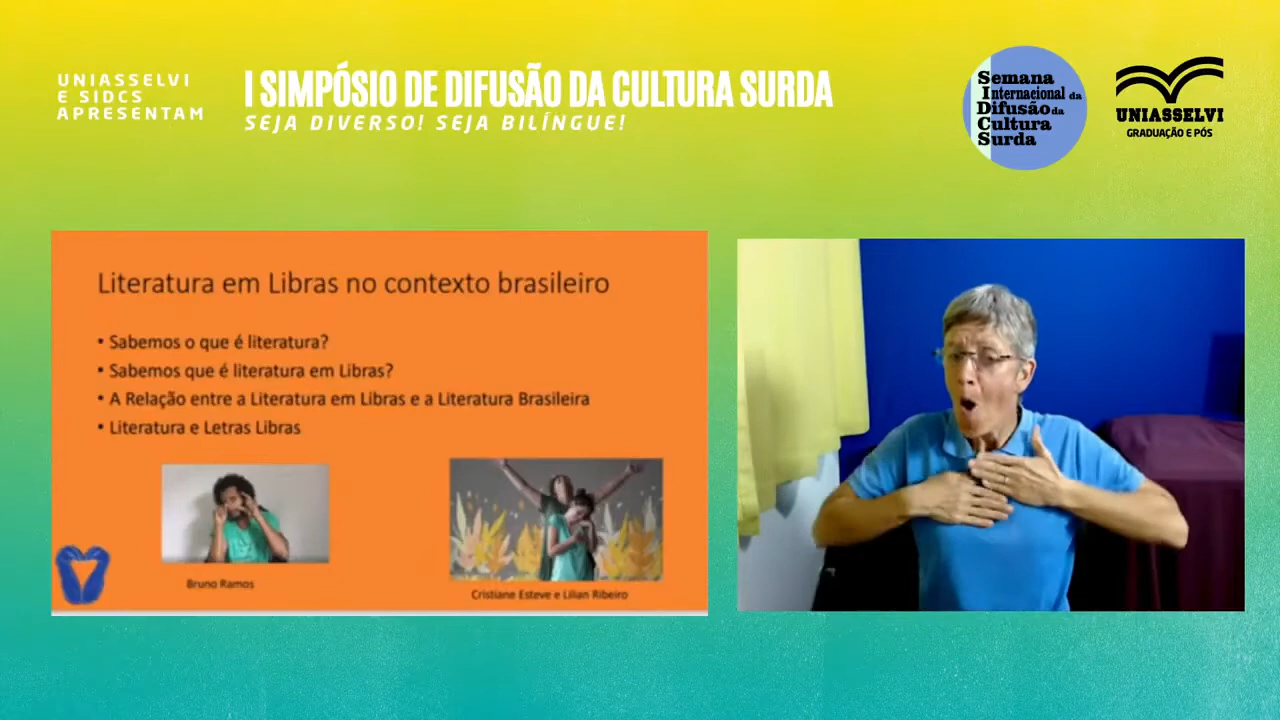 UNIASSELVI
E SIDCS
APRESENTAM
I SIMPÓSIO DE DIFUSÃO DA CULTURA SURDA
SEJA DIVERSO! SEJA BILÍNGUE!
Semana
Internacional da
Difusão da
Cultura
Surda
UNIASSELVI
GRADUAÇÃO E PÓS
Literatura em Libras no contexto brasileiro
• Sabemos o que é literatura?
• Sabemos que é literatura em Libras?
• A Relação entre a Literatura em Libras e a Literatura Brasileira
• Literatura e Letras Libras
Bruno Ramos
Cristiane Esteve e Lilian Ribeiro